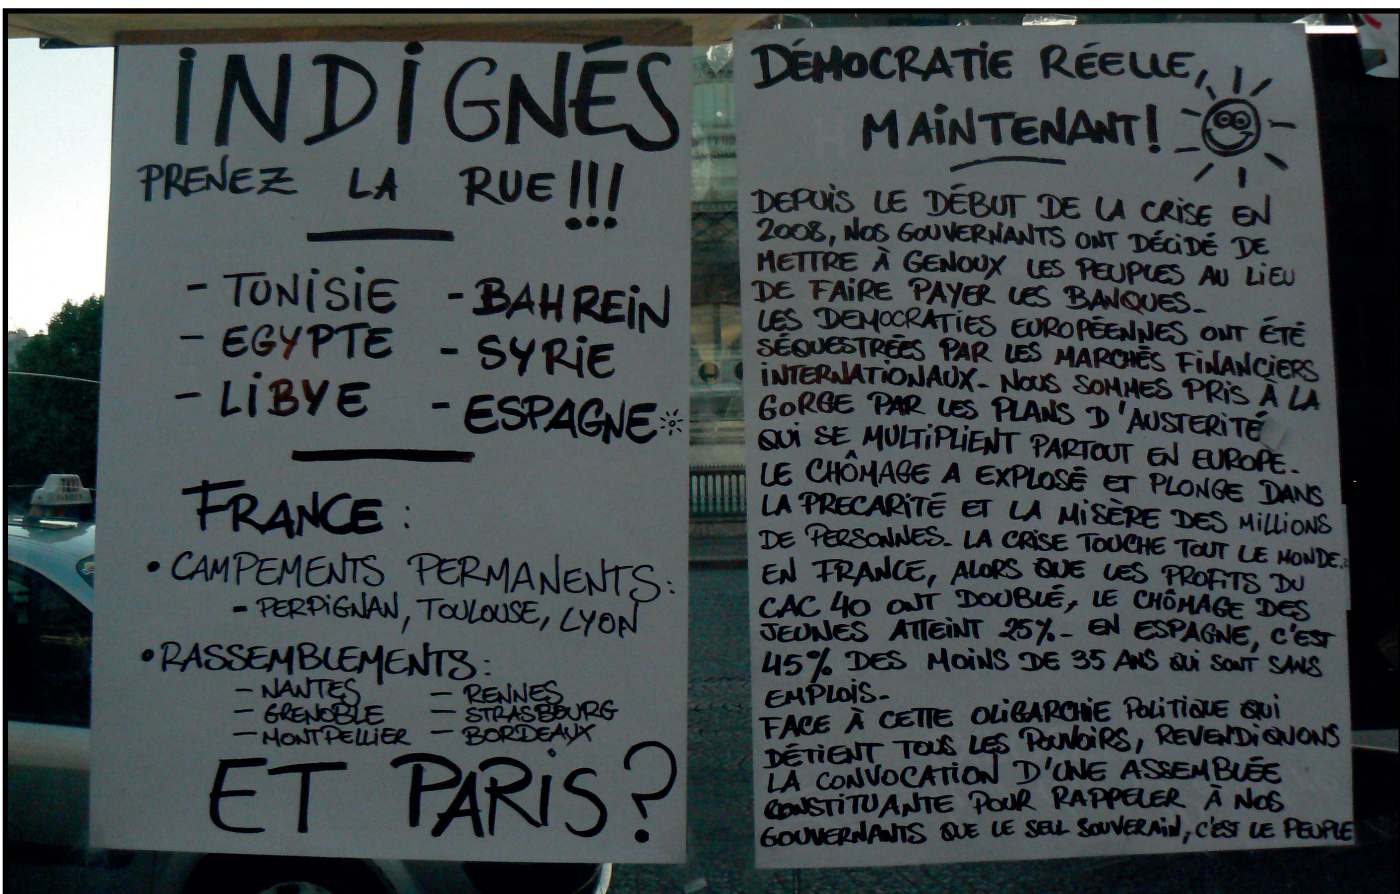 INDIGNÉS
PRENEZ LA RUE!!!
- TUNISIE
- EGYPTE
- LIBYE
- BAHREIN
- SYRIE
- ESPAGNE
FRANCE :
• CAMPEMENTS PERMANENTS :
- PERPIGNAN, TOULOUSE, LYON
• RASSEMBLEMENTS :
- NANTES
- GRENOBLE
- MONTPELLIER
- RENNES
- STRASBOURG
- BORDEAUX
ET PARIS?
DÉMOCRATIE RÉELLE,
MAINTENANT!
DEPUIS LE DÉBUT DE LA CRISE EN
2008, NOS GOUVERNANTS ONT DÉCIDÉ DE
METTRE À GENOUX LES PEUPLES AU LIEU
DE FAIRE PAYER LES BANQUES.
LES DEMOCRATIES EUROPÉENNES ONT ÉTÉ
SÉQUESTRÉES PAR LES MARCHÉS FINANCIERS
INTERNATIONAUX. NOUS SOMMES PRIS À LA
GORGE PAR LES PLANS D'AUSTERITÉ
QUI SE MULTIPLIENT PARTOUT EN EUROPE.
LE CHÔMAGE A EXPLOSÉ ET PLONGE DANS
LA PRECARITÉ ET LA MISÈRE DES MILLIONS
DE PERSONNES. LA CRISE TOUCHE TOUT LE MONDE.
EN FRANCE, ALORS QUE LES PROFITS DU
CAC 40 ONT DOUBLÉ, LE CHÔMAGE DES
JEUNES ATTEINT 25%. EN ESPAGNE, C'EST
45% DES MOINS DE 35 ANS QUI SONT SANS
EMPLOIS.
FACE À CETTE OLIGARCHIE POLITIQUE QUI
DÉTIENT TOUS LES POUVOIRS, REVENDIQUONS
LA CONVOCATION D'UNE ASSEMBLÉE
CONSTITUANTE POUR RAPPELER À NOS
GOUVERNANTS QUE LE SEUL SOUVERAIN, C'EST LE PEUPLE